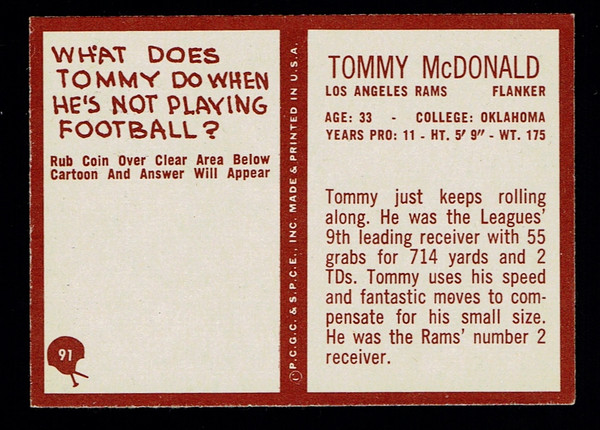 WHAT DOES
TOMMY DO WHEN
HE'S NOT PLAYING
FOOTBALL?
Rub Coin Over Clear Area Below
Cartoon And Answer Will Appear
91
© P.C.G.C. & S.P.C.E., INC. MADE & PRINTED IN U.S.A.
TOMMY McDONALD
LOS ANGELES RAMS FLANKER
AGE: 33 - COLLEGE: OKLAHOMA
YEARS PRO: 11 - HT. 5' 9" - WT. 175
Tommy just keeps rolling
along. He was the Leagues'
9th leading receiver with 55
grabs for 714 yards and 2
TDs. Tommy uses his speed
and fantastic moves to com-
pensate for his small size.
He was the Rams' number 2
receiver.